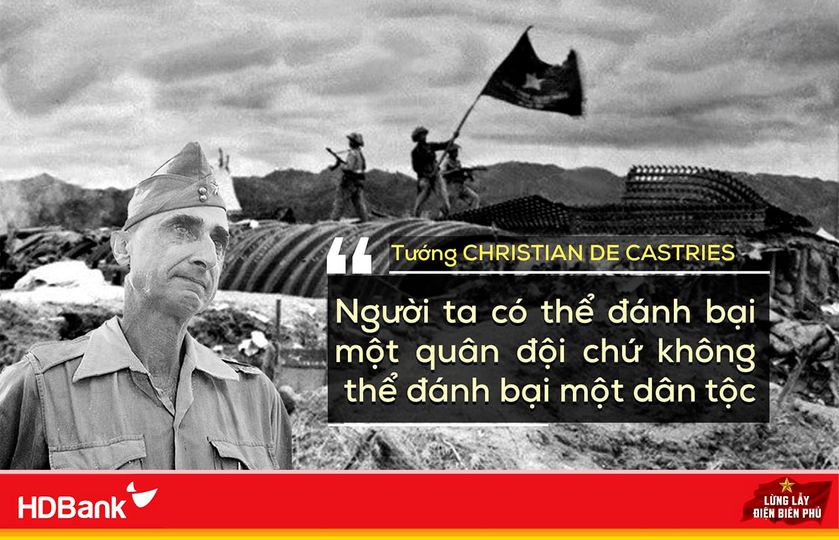 Tướng CHRISTIAN DE CASTRIES
Người ta có thể đánh bại
một quân đội chứ không
thể đánh bại một dân tộc
HDBank
LỪNG LẪY
ĐIỆN BIÊN PHỦ